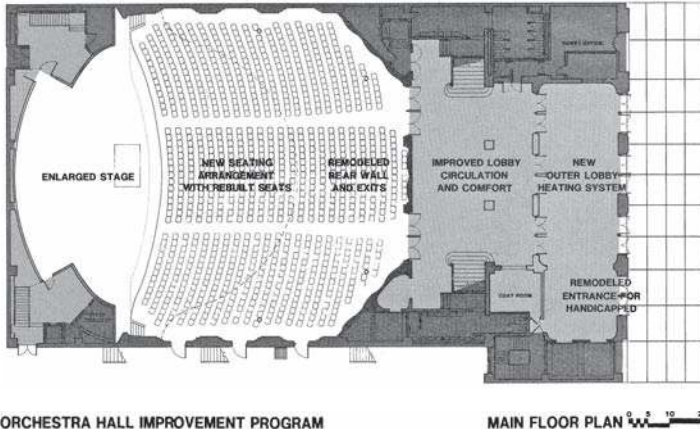 TICKET OFFICE
ENLARGED STAGE
NEW SEATING
ARRANGEMENT
WITH REBUILT SEATS
REMODELED
REAR WALL
AND EXITS
IMPROVED LOBBY
CIRCULATION
AND COMFORT
NEW
OUTER LOBBY
HEATING SYSTEM
COAT ROOM
REMODELED
ENTRANCE FOR
HANDICAPPED
ORCHESTRA HALL IMPROVEMENT PROGRAM
MAIN FLOOR PLAN
0 5 10